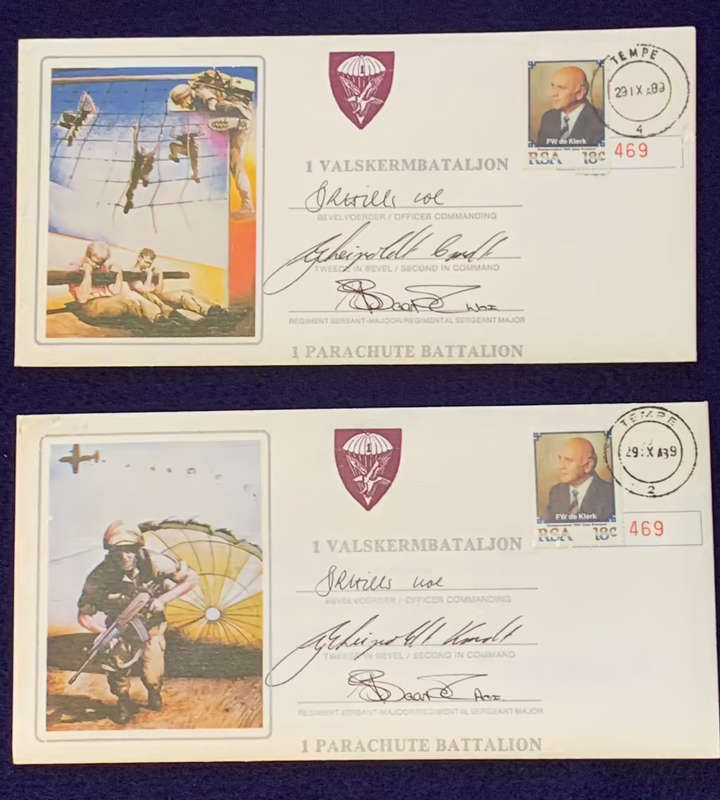 TEMPE
29 IX 89
4
FW de Klerk
RSA 18c
469
1 VALSKERMBATALJON
BEVELVOERDER / OFFICER COMMANDING
TWEEDE IN BEVEL / SECOND IN COMMAND
REGIMENT SERSANT-MAJOOR/REGIMENTAL SERGEANT MAJOR
1 PARACHUTE BATTALION
TEMPE
29 IX 89
2
1
FW de Klerk
RSA 18c
469
1 VALSKERMBATALJON
BEVELVOERDER / OFFICER COMMANDING
TWEEDE IN BEVEL / SECOND IN COMMAND
REGIMENT SERSANT-MAJOOR/REGIMENTAL SERGEANT MAJOR
1 PARACHUTE BATTALION